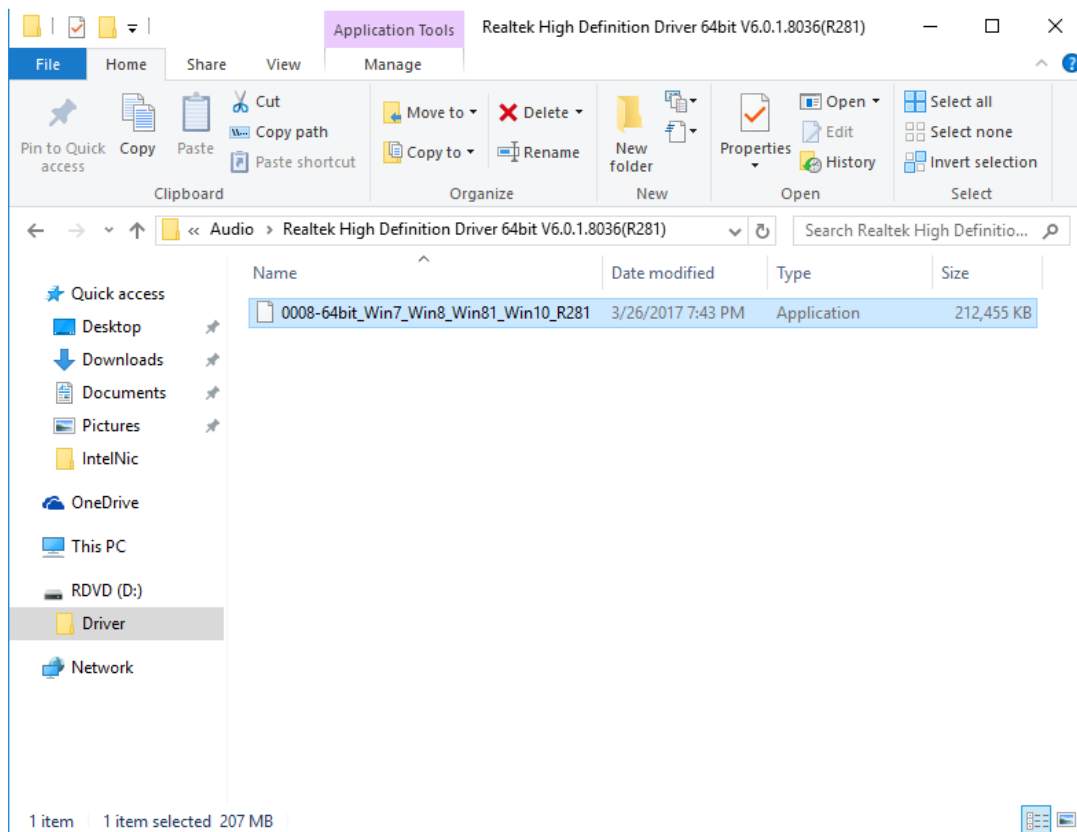 Application Tools
Realtek High Definition Driver 64bit V6.0.1.8036(R281)
File
Home
Share
View
Manage
?
Pin to Quick access
Copy
Paste
Cut
Copy path
Paste shortcut
Clipboard
Move to
Copy to
Delete
Rename
Organize
New folder
New
Properties
Open
Edit
History
Open
Select all
Select none
Invert selection
Select
« Audio > Realtek High Definition Driver 64bit V6.0.1.8036(R281)
Search Realtek High Definitio...
Name
Date modified
Type
Size
0008-64bit_Win7_Win8_Win81_Win10_R281
3/26/2017 7:43 PM
Application
212,455 KB
Quick access
Desktop
Downloads
Documents
Pictures
IntelNic
OneDrive
This PC
RDVD (D:)
Driver
Network
1 item
1 item selected 207 MB